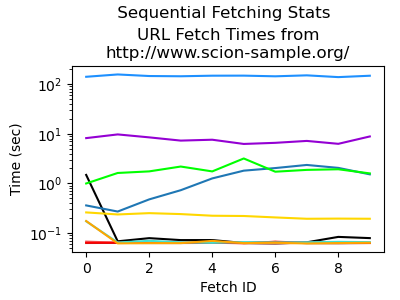 Sequential Fetching Stats
URL Fetch Times from
http://www.scion-sample.org/
Time (sec)
10²
10¹
10⁰
10⁻¹
0 2 4 6 8
Fetch ID